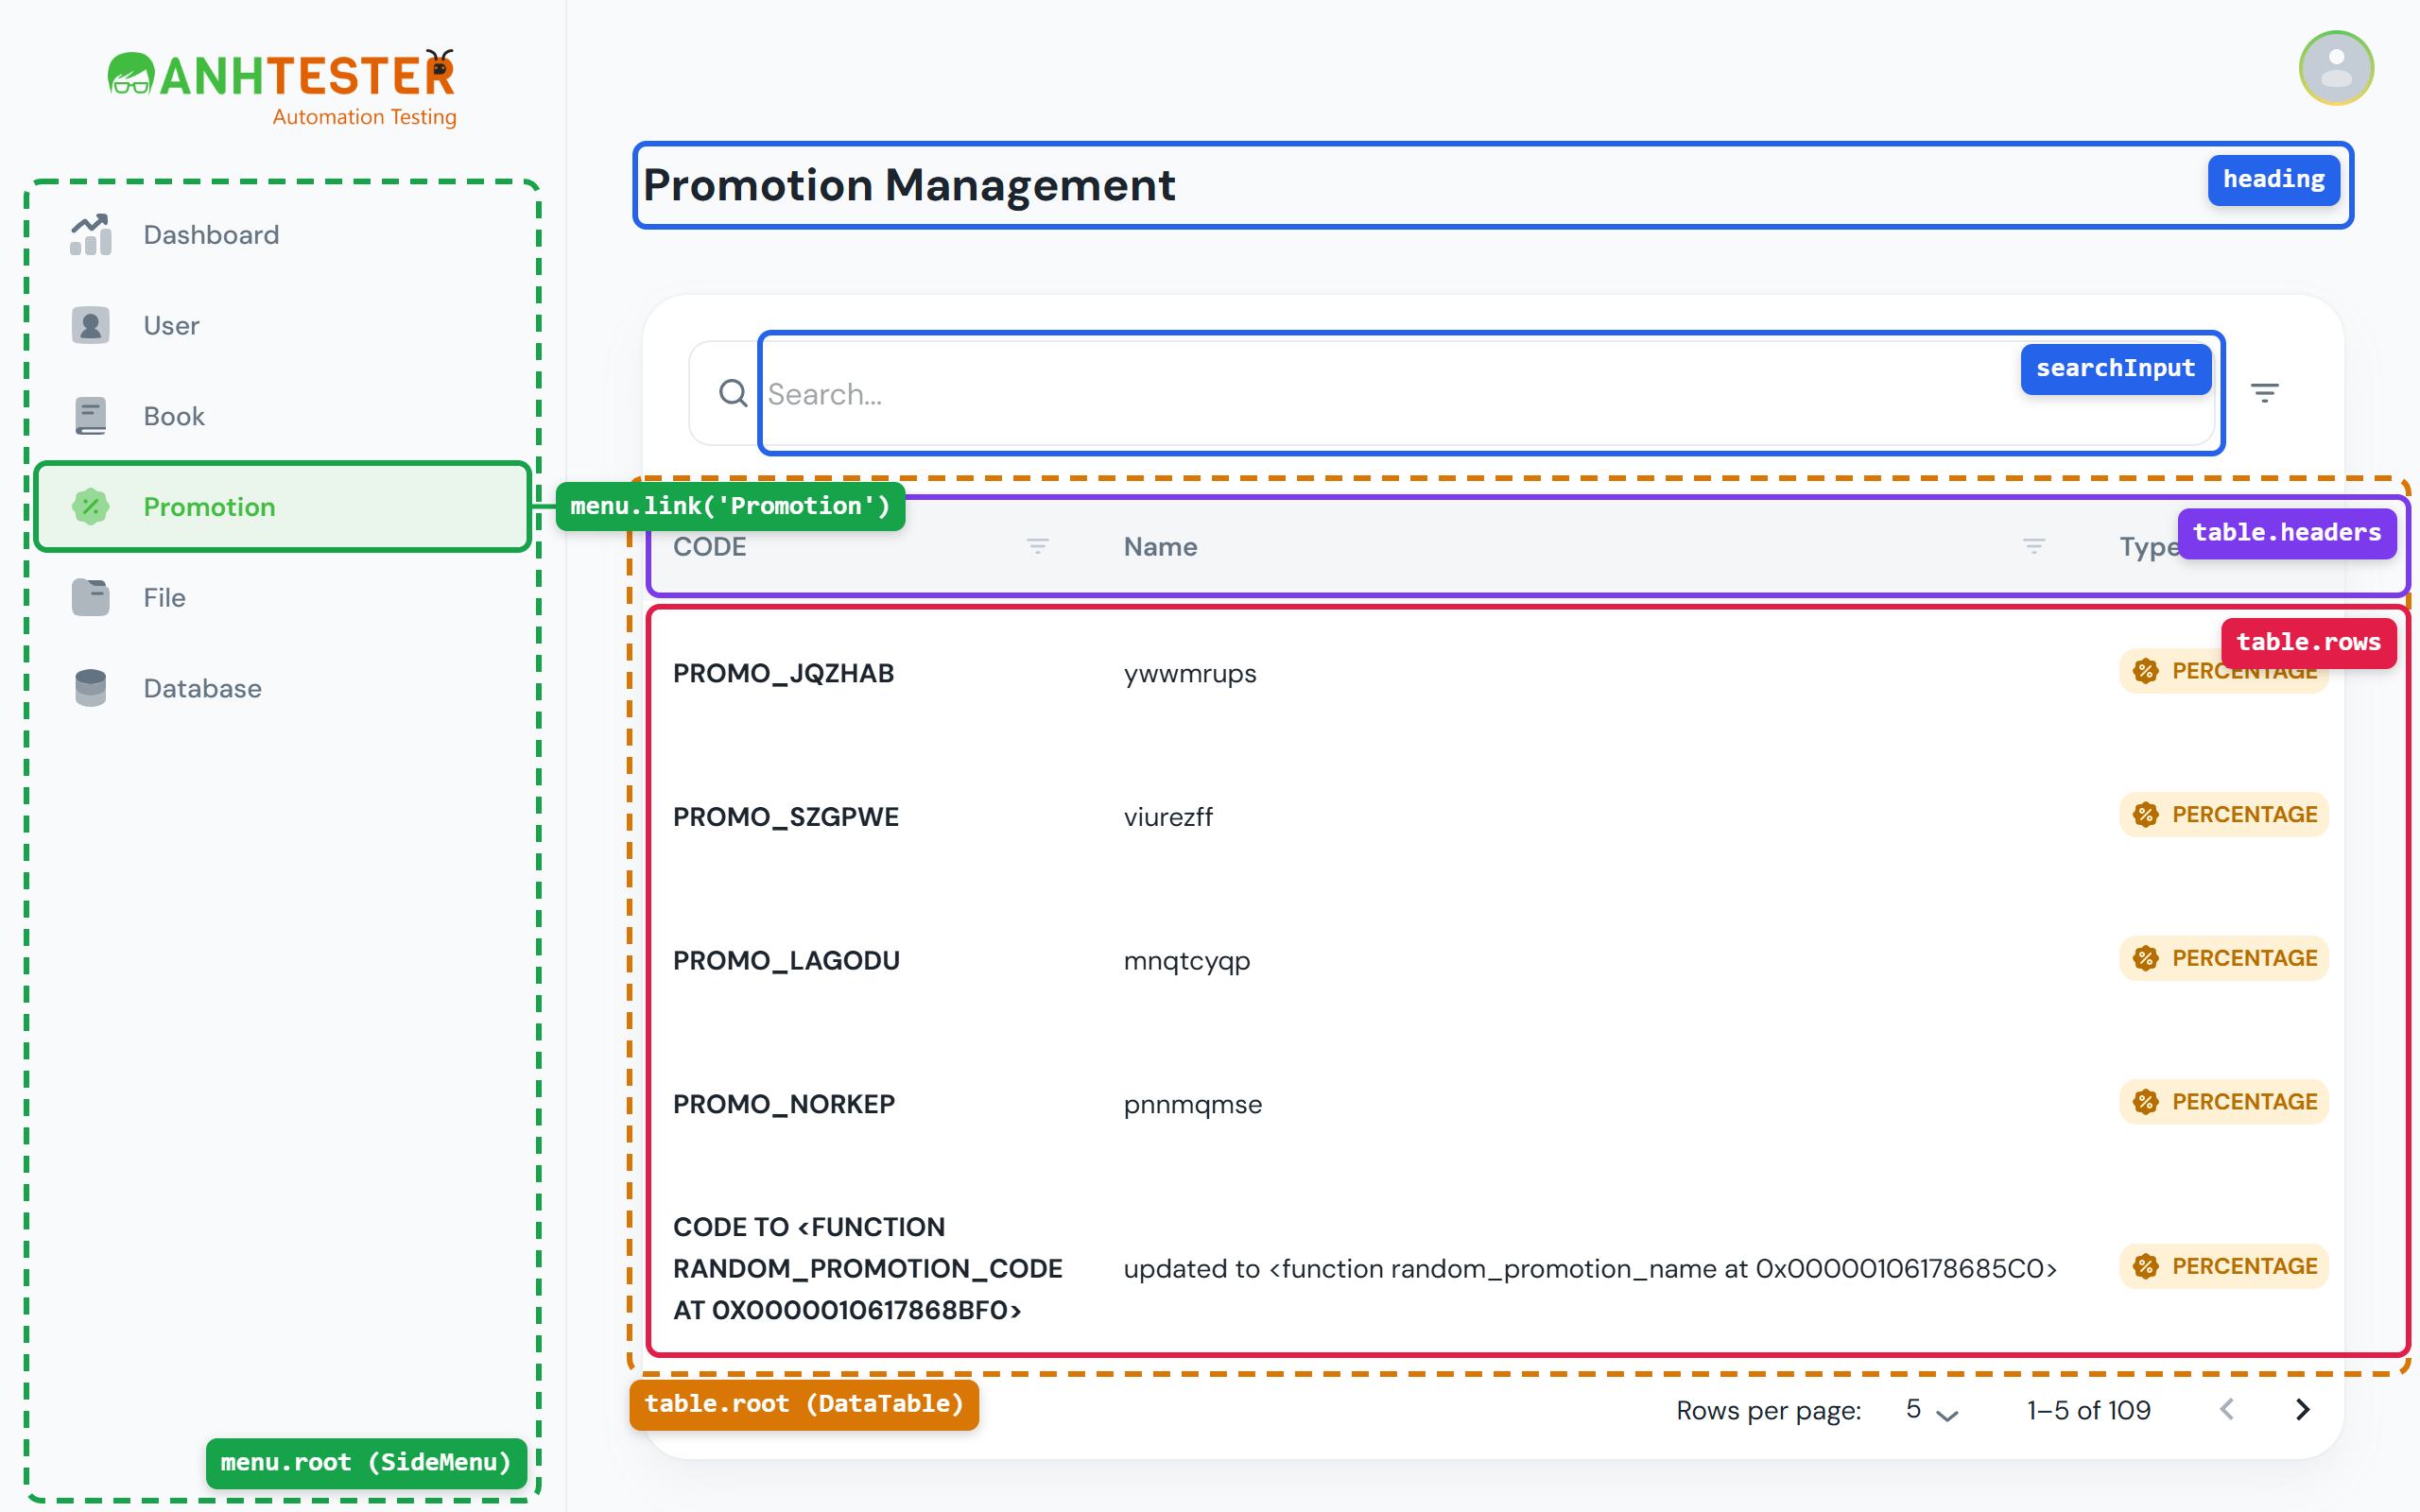 ANHTESTER
Automation Testing
Dashboard
User
Book
Promotion
File
Database
menu.root (SideMenu)
menu.link('Promotion')
Promotion Management
heading
Search...
searchInput
CODE
Name
Type
table.headers
table.rows
PROMO_JQZHAB
ywwmrups
PERCENTAGE
PROMO_SZGPWE
viurezff
PERCENTAGE
PROMO_LAGODU
mnqtcyqp
PERCENTAGE
PROMO_NORKEP
pnnmqmse
PERCENTAGE
CODE TO <FUNCTION
RANDOM_PROMOTION_CODE
AT 0X0000010617868BF0>
updated to <function random_promotion_name at 0x00000106178685C0>
PERCENTAGE
table.root (DataTable)
Rows per page:
5
1–5 of 109